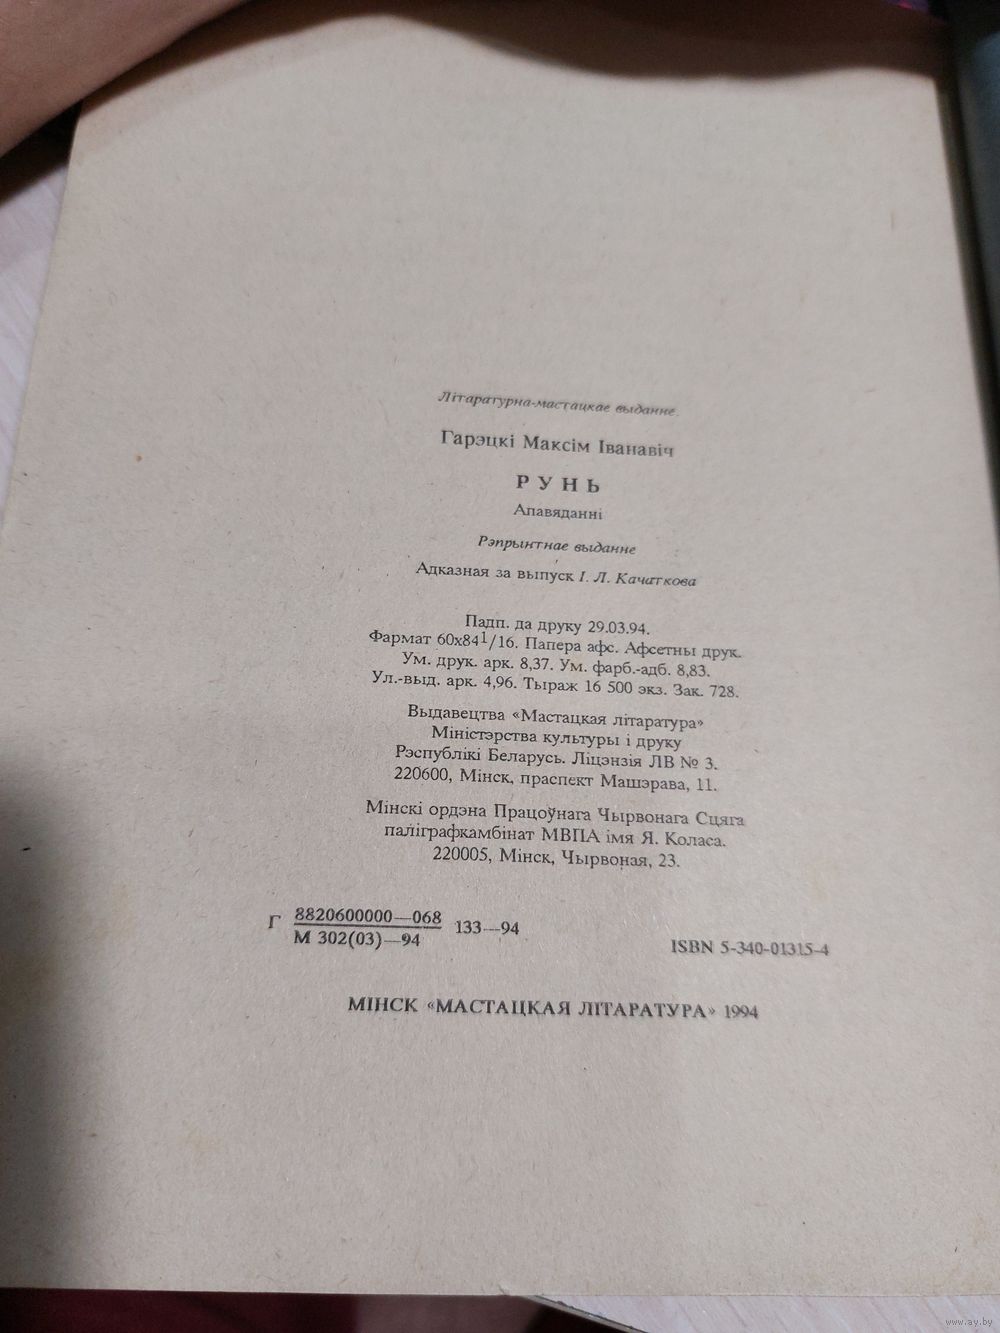 Літаратурна-мастацкае выданне
Гарэцкі Максім Іванавіч
РУНЬ
Апавяданні
Рэпрынтнае выданне
Адказная за выпуск І. Л. Качаткова
Падп. да друку 29.03.94.
Фармат 60х84 1/16. Папера афс. Афсетны друк.
Ум. друк. арк. 8,37. Ум. фарб.-адб. 8,83.
Ул.-выд. арк. 4,96. Тыраж 16 500 экз. Зак. 728.
Выдавецтва «Мастацкая літаратура»
Міністэрства культуры і друку
Рэспублікі Беларусь. Ліцэнзія ЛВ № 3.
220600, Мінск, праспект Машэрава, 11.
Мінскі ордэна Працоўнага Чырвонага Сцяга
паліграфкамбінат МВПА імя Я. Коласа.
220005, Мінск, Чырвоная, 23.
Г 8820600000—068 133—94
М 302(03)—94
ISBN 5-340-01315-4
МІНСК «МАСТАЦКАЯ ЛІТАРАТУРА» 1994
www.ay.by